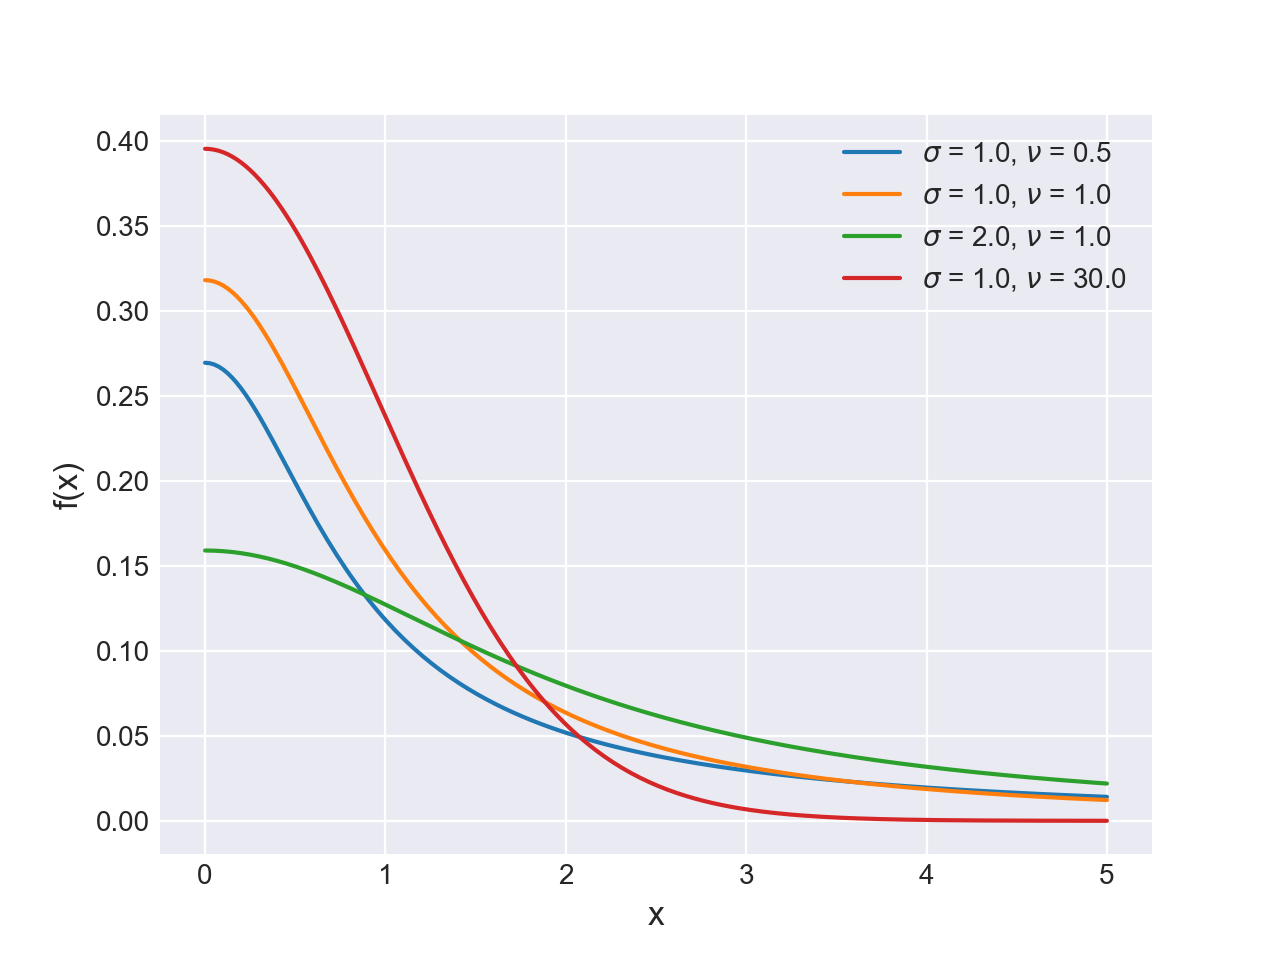 0.40
0.35
0.30
0.25
0.20
0.15
0.10
0.05
0.00
f(x)
σ = 1.0, ν = 0.5
σ = 1.0, ν = 1.0
σ = 2.0, ν = 1.0
σ = 1.0, ν = 30.0
0 1 2 3 4 5
x